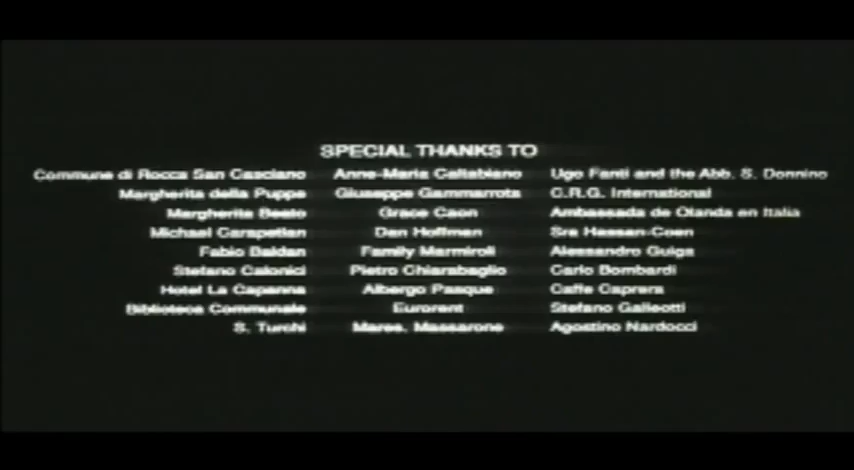 SPECIAL THANKS TO
Commune di Rocca San Casciano Anne-Maria Caltabiano Ugo Fanti and the Abb. S. Donnino
Margherita della Puppe Giuseppe Gammarrota C.R.G. International
Margherita Beato Grace Caon Ambassada de Olanda en Italia
Michael Carapetian Dan Hoffman Sra Hassan-Coen
Fabio Baldan Family Marmiroli Alessandro Guiga
Stefano Calonici Pietro Chiarabaglio Carlo Bombardi
Hotel La Capanna Albergo Pasque Caffe Caprera
Biblioteca Communale Eurorent Stefano Galleotti
S. Turchi Mares. Massarone Agostino Nardocci